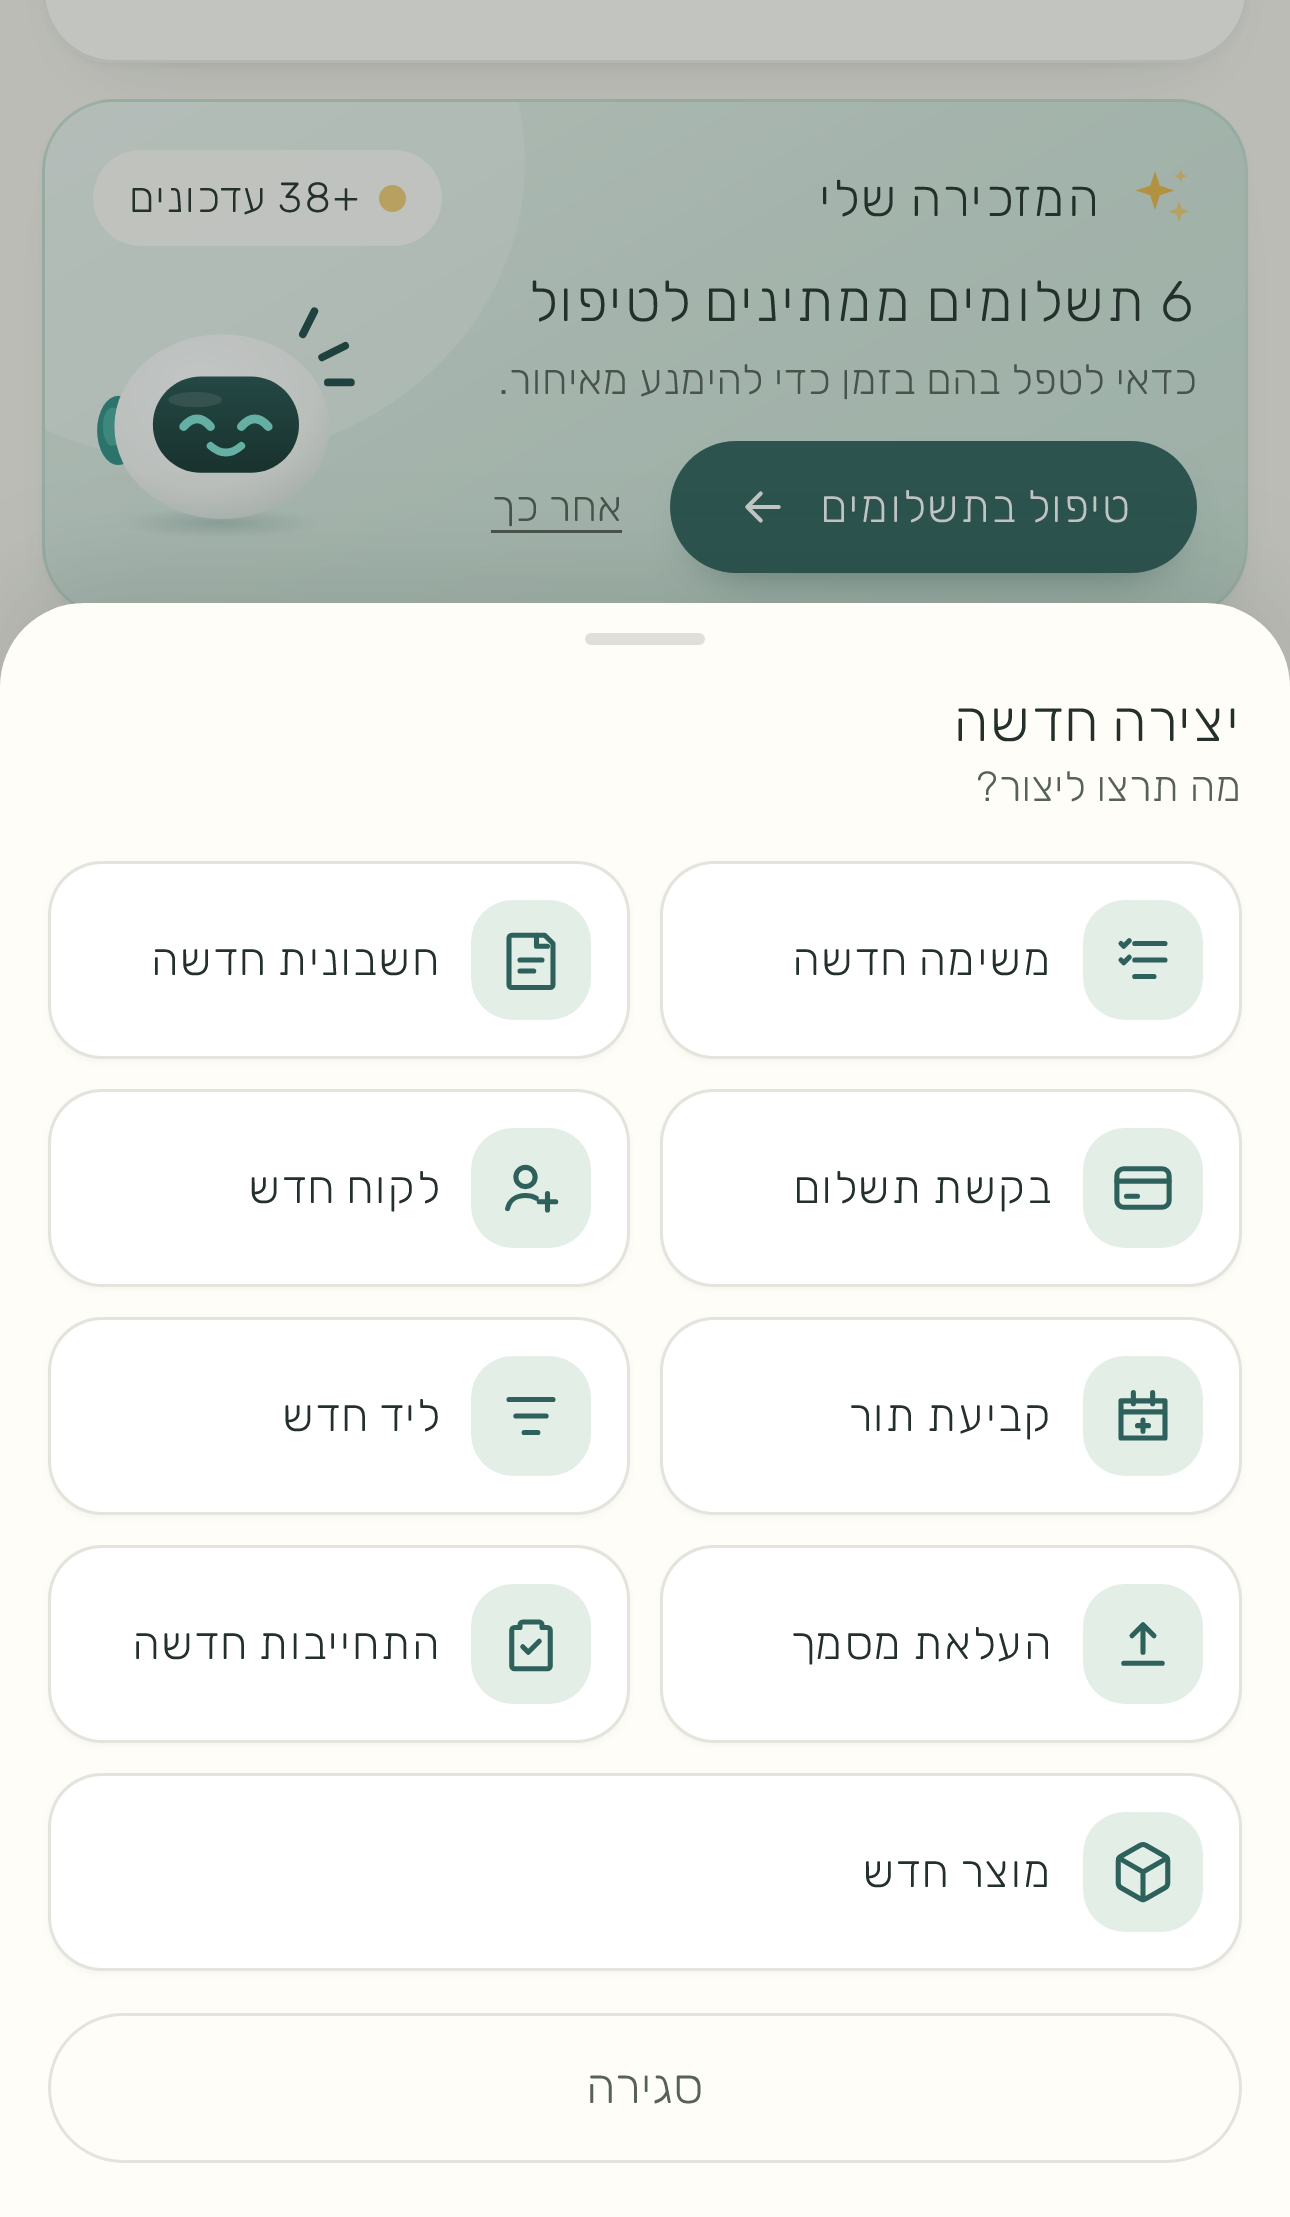 המזכירה שלי
+38 עדכונים
6 תשלומים ממתינים לטיפול
כדאי לטפל בהם בזמן כדי להימנע מאיחור.
טיפול בתשלומים
אחר כך
יצירה חדשה
מה תרצו ליצור?
משימה חדשה
חשבונית חדשה
בקשת תשלום
לקוח חדש
קביעת תור
ליד חדש
העלאת מסמך
התחייבות חדשה
מוצר חדש
סגירה